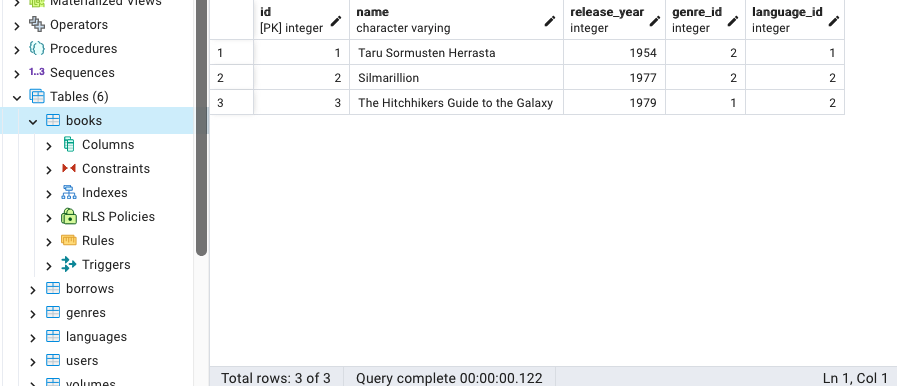 Materialized Views
Operators
Procedures
1..3 Sequences
Tables (6)
books
Columns
Constraints
Indexes
RLS Policies
Rules
Triggers
borrows
genres
languages
users
volumes
id name release_year genre_id language_id
[PK] integer character varying integer integer integer
1 1 Taru Sormusten Herrasta 1954 2 1
2 2 Silmarillion 1977 2 2
3 3 The Hitchhikers Guide to the Galaxy 1979 1 2
Total rows: 3 of 3 Query complete 00:00:00.122 Ln 1, Col 1